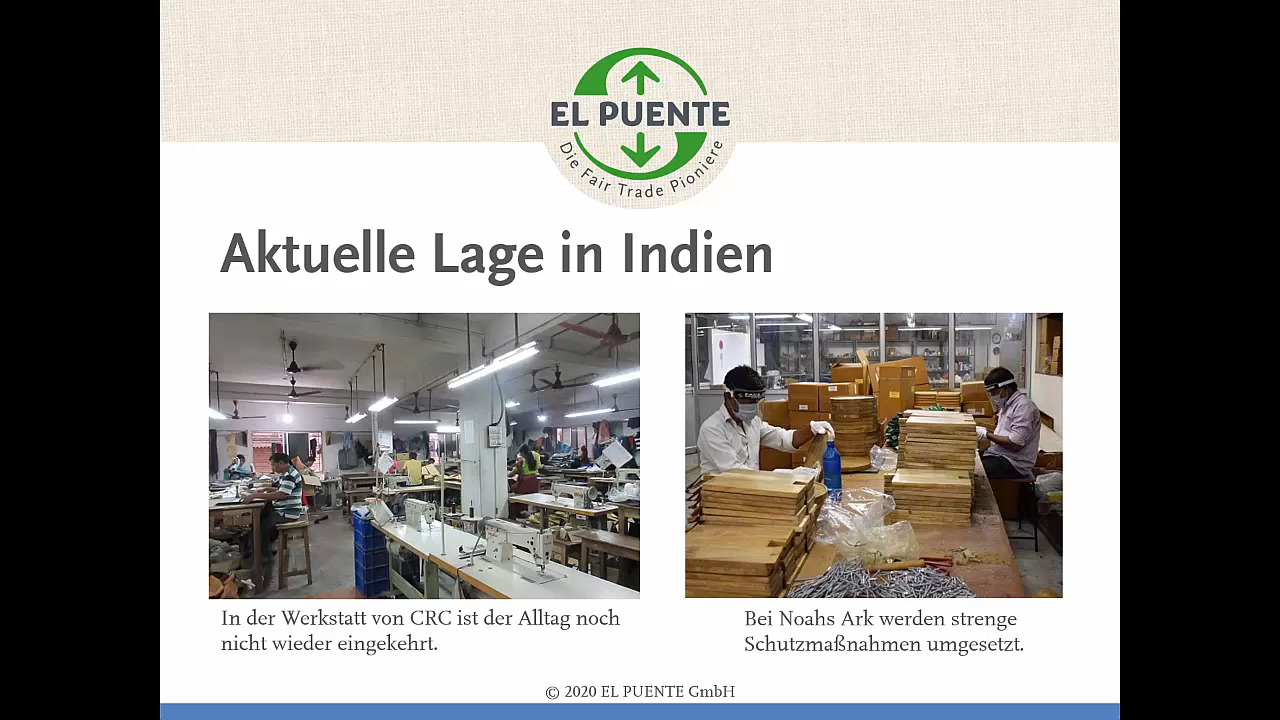 EL PUENTE
Die Fair Trade Pioniere
Aktuelle Lage in Indien
In der Werkstatt von CRC ist der Alltag noch
nicht wieder eingekehrt.
Bei Noahs Ark werden strenge
Schutzmaßnahmen umgesetzt.
© 2020 EL PUENTE GmbH